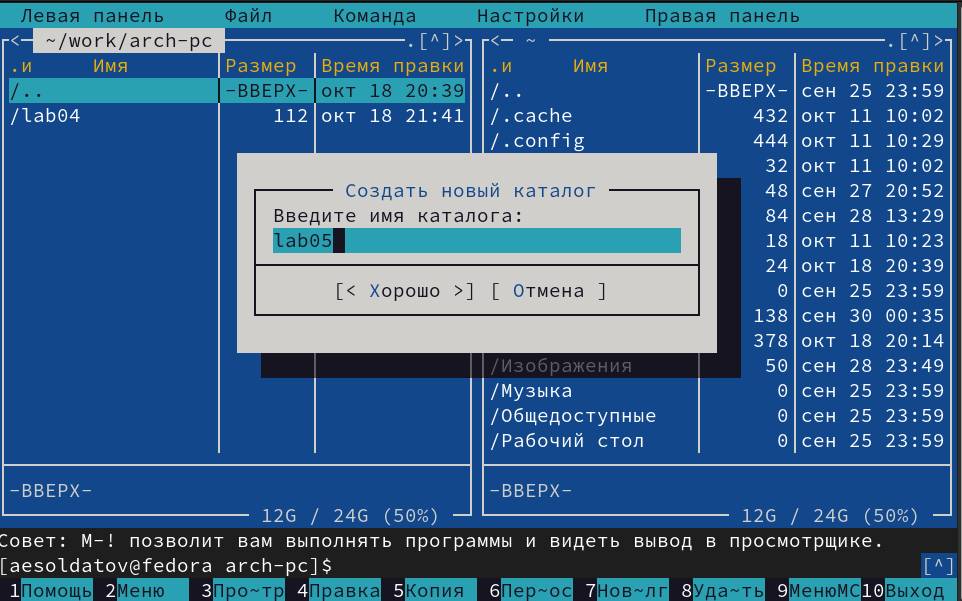 Левая панель Файл Команда Настройки Правая панель
<─ ~/work/arch-pc .[^]> <─ ~ .[^]>
.и Имя Размер Время правки .и Имя Размер Время правки
/.. -ВВЕРХ- окт 18 20:39 /.. -ВВЕРХ- сен 25 23:59
/lab04 112 окт 18 21:41 /.cache 432 окт 11 10:02
/.config 444 окт 11 10:29
32 окт 11 10:02
Создать новый каталог 48 сен 27 20:52
Введите имя каталога: 84 сен 28 13:29
lab05 18 окт 11 10:23
24 окт 18 20:39
[< Хорошо >] [ Отмена ] 0 сен 25 23:59
138 сен 30 00:35
378 окт 18 20:14
/Изображения 50 сен 28 23:49
/Музыка 0 сен 25 23:59
/Общедоступные 0 сен 25 23:59
/Рабочий стол 0 сен 25 23:59
-ВВЕРХ- -ВВЕРХ-
12G / 24G (50%) 12G / 24G (50%)
Совет: M-! позволит вам выполнять программы и видеть вывод в просмотрщике.
[aesoldatov@fedora arch-pc]$ [^]
1Помощь 2Меню 3Про~тр 4Правка 5Копия 6Пер~ос 7Нов~лг 8Уда~ть 9МенюMC 10Выход